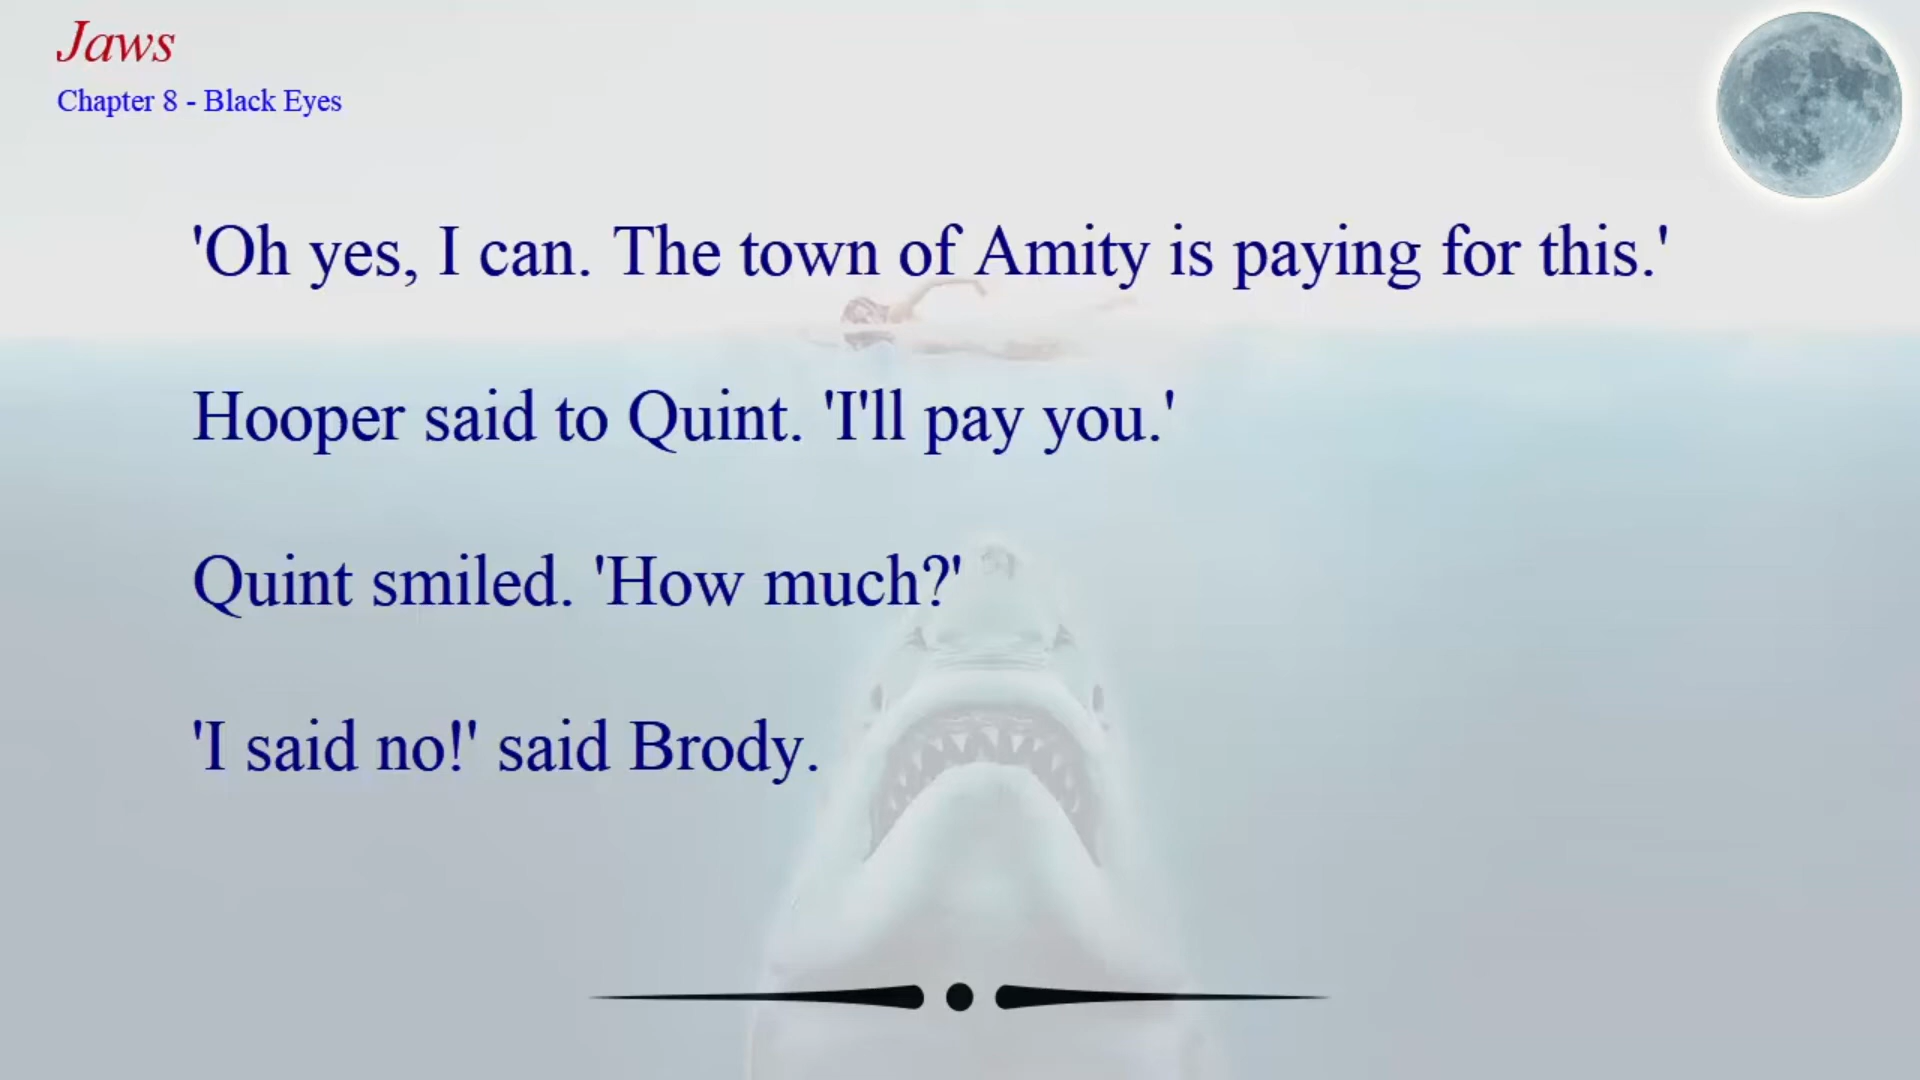 Jaws
Chapter 8 - Black Eyes
'Oh yes, I can. The town of Amity is paying for this.'
Hooper said to Quint. 'I'll pay you.'
Quint smiled. 'How much?'
'I said no!' said Brody.